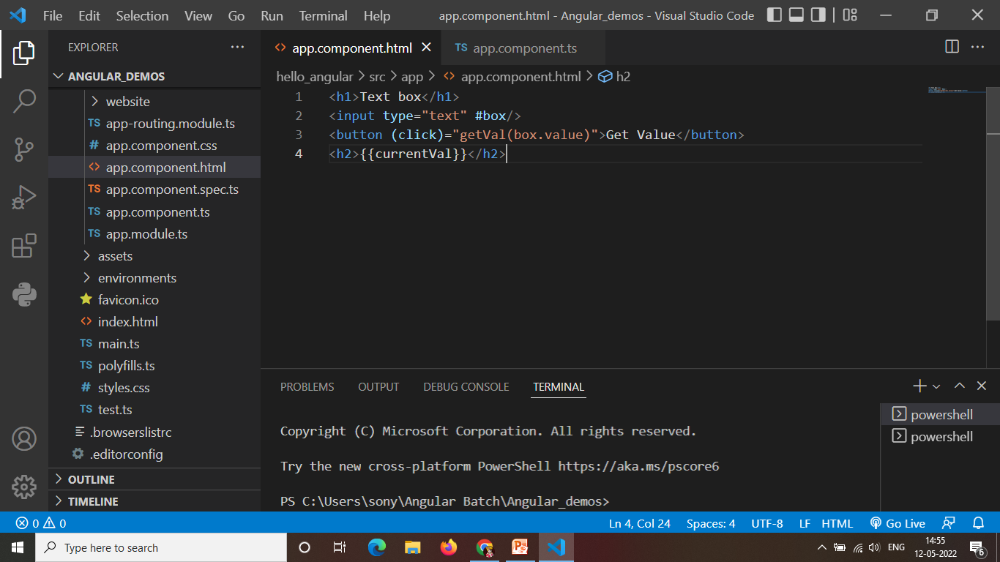 File Edit Selection View Go Run Terminal Help app.component.html - Angular_demos - Visual Studio Code
EXPLORER
ANGULAR_DEMOS
website
TS app-routing.module.ts
# app.component.css
<> app.component.html
TS app.component.spec.ts
TS app.component.ts
TS app.module.ts
assets
environments
favicon.ico
<> index.html
TS main.ts
TS polyfills.ts
# styles.css
TS test.ts
.browserslistrc
.editorconfig
OUTLINE
TIMELINE
<> app.component.html TS app.component.ts
hello_angular > src > app > <> app.component.html > h2
1 <h1>Text box</h1>
2 <input type="text" #box/>
3 <button (click)="getVal(box.value)">Get Value</button>
4 <h2>{{currentVal}}</h2>
PROBLEMS OUTPUT DEBUG CONSOLE TERMINAL
Copyright (C) Microsoft Corporation. All rights reserved.
Try the new cross-platform PowerShell https://aka.ms/pscore6
PS C:\Users\sony\Angular Batch\Angular_demos>
powershell
powershell
0 0 Ln 4, Col 24 Spaces: 4 UTF-8 LF HTML Go Live
Type here to search ENG 14:55
12-05-2022 6